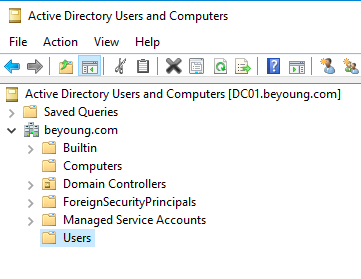 Active Directory Users and Computers
File Action View Help
Active Directory Users and Computers [DC01.beyoung.com]
Saved Queries
beyoung.com
Builtin
Computers
Domain Controllers
ForeignSecurityPrincipals
Managed Service Accounts
Users